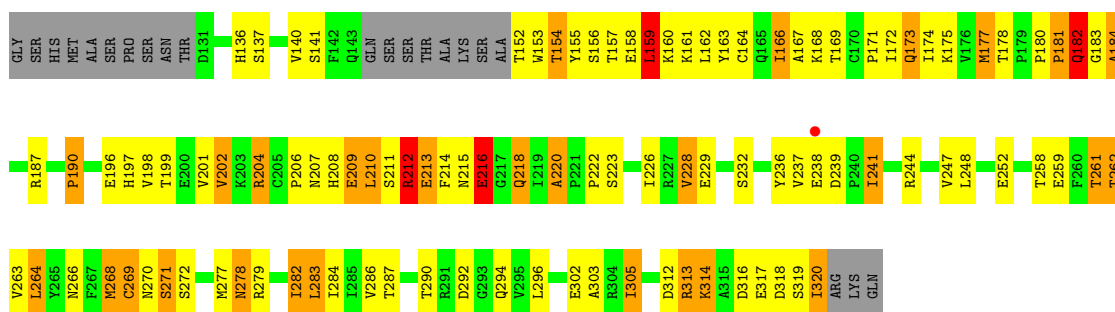 GLY SER HIS MET ALA SER PRO SER ASN THR D131 H136 S137 V140 S141 F142 Q143 GLN SER SER THR ALA LYS SER ALA T152 W153 T154 Y155 S156 T157 E158 L159 K160 K161 L162 Y163 C164 Q165 I166 A167 K168 T169 C170 P171 I172 Q173 I174 K175 V176 M177 T178 P179 P180 P181 Q182 G183 A184
R187 P190 E196 H197 V198 T199 E200 V201 V202 K203 R204 C205 P206 N207 H208 E209 L210 S211 R212 E213 F214 N215 E216 G217 Q218 I219 A220 P221 P222 S223 I226 R227 V228 E229 S232 Y236 V237 E238 D239 P240 I241 R244 V247 L248 E252 T258 E259 F260 T261 T262
V263 L264 Y265 N266 F267 M268 C269 N270 S271 S272 M277 N278 R279 I282 L283 I284 I285 V286 T287 T290 R291 D292 G293 Q294 V295 L296 E302 A303 R304 I305 D312 R313 K314 A315 D316 E317 D318 S319 I320 ARG LYS GLN